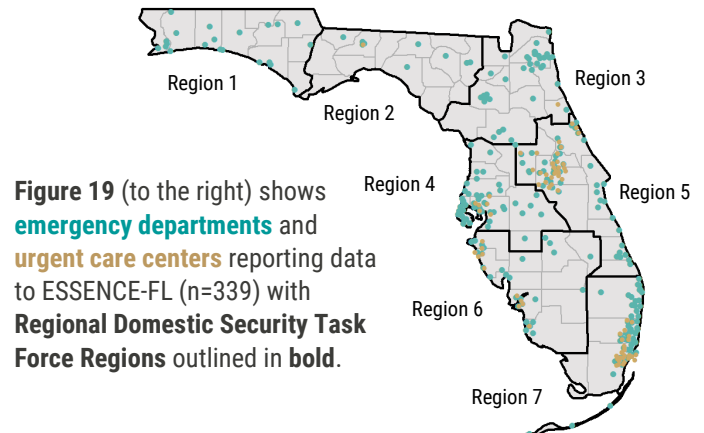 Region 1
Region 2
Region 3
Region 4
Region 5
Figure 19 (to the right) shows
emergency departments and
urgent care centers reporting data
to ESSENCE-FL (n=339) with
Regional Domestic Security Task
Force Regions outlined in bold.
Region 6
Region 7